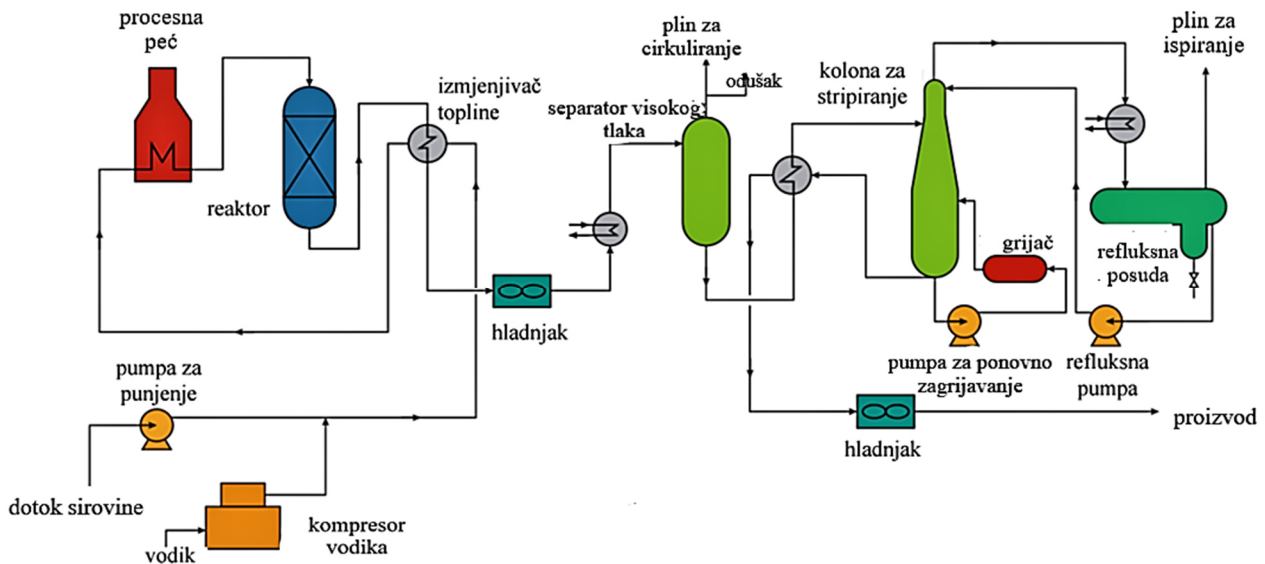 procesna
peć
reaktor
izmjenjivač
topline
separator visokog
tlaka
plin za
cirkuliranje
odušak
kolona za
stripiranje
plin za
ispiranje
grijač
refluksna
posuda
hladnjak
pumpa za ponovno
zagrijavanje
refluksna
pumpa
pumpa za
punjenje
hladnjak
proizvod
dotok sirovine
kompresor
vodika
vodik